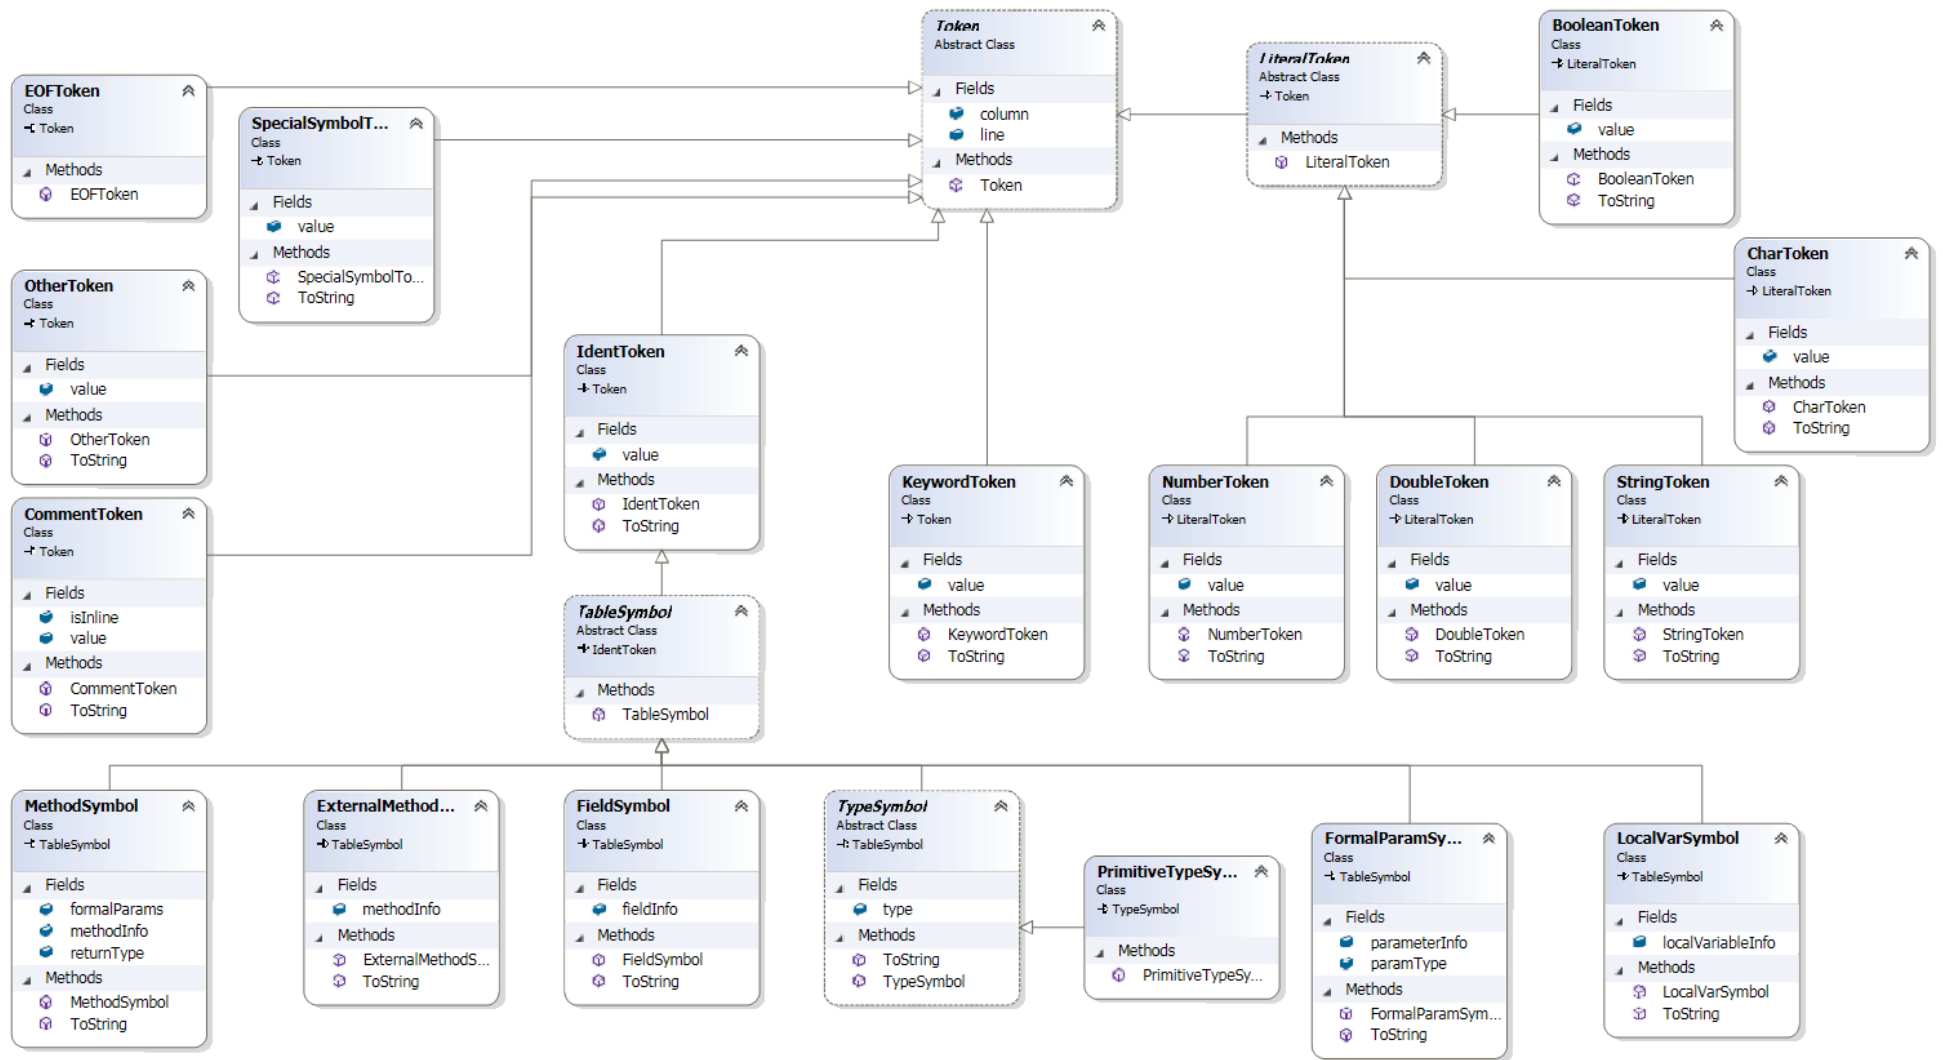 Token
Abstract Class
Fields
column
line
Methods
Token
LiteralToken
Abstract Class
Token
Methods
LiteralToken
BooleanToken
Class
LiteralToken
Fields
value
Methods
BooleanToken
ToString
EOFToken
Class
Token
Methods
EOFToken
SpecialSymbolT...
Class
Token
Fields
value
Methods
SpecialSymbolTo...
ToString
CharToken
Class
LiteralToken
Fields
value
Methods
CharToken
ToString
OtherToken
Class
Token
Fields
value
Methods
OtherToken
ToString
IdentToken
Class
Token
Fields
value
Methods
IdentToken
ToString
KeywordToken
Class
Token
Fields
value
Methods
KeywordToken
ToString
NumberToken
Class
LiteralToken
Fields
value
Methods
NumberToken
ToString
DoubleToken
Class
LiteralToken
Fields
value
Methods
DoubleToken
ToString
StringToken
Class
LiteralToken
Fields
value
Methods
StringToken
ToString
CommentToken
Class
Token
Fields
isInline
value
Methods
CommentToken
ToString
TableSymbol
Abstract Class
IdentToken
Methods
TableSymbol
MethodSymbol
Class
TableSymbol
Fields
formalParams
methodInfo
returnType
Methods
MethodSymbol
ToString
ExternalMethod...
Class
TableSymbol
Fields
methodInfo
Methods
ExternalMethodS...
ToString
FieldSymbol
Class
TableSymbol
Fields
fieldInfo
Methods
FieldSymbol
ToString
TypeSymbol
Abstract Class
TableSymbol
Fields
type
Methods
ToString
TypeSymbol
PrimitiveTypeSy...
Class
TypeSymbol
Methods
PrimitiveTypeSy...
FormalParamSy...
Class
TableSymbol
Fields
parameterInfo
paramType
Methods
FormalParamSym...
ToString
LocalVarSymbol
Class
TableSymbol
Fields
localVariableInfo
Methods
LocalVarSymbol
ToString